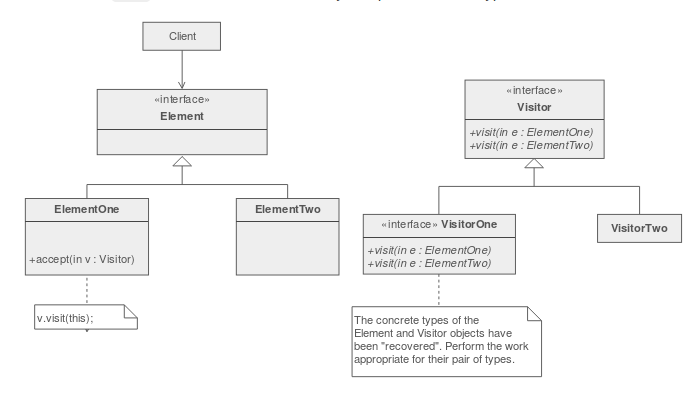 Client
«interface»
Element
ElementOne
+accept(in v : Visitor)
v.visit(this);
ElementTwo
«interface»
Visitor
+visit(in e : ElementOne)
+visit(in e : ElementTwo)
«interface» VisitorOne
+visit(in e : ElementOne)
+visit(in e : ElementTwo)
VisitorTwo
The concrete types of the
Element and Visitor objects have
been "recovered". Perform the work
appropriate for their pair of types.